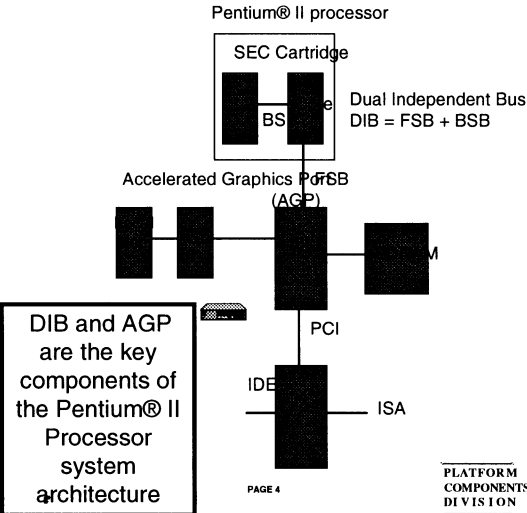 Pentium® II processor
SEC Cartridge
BS
e
Dual Independent Bus
DIB = FSB + BSB
Accelerated Graphics Port
FSB
(AGP)
M
PCI
IDE
ISA
DIB and AGP
are the key
components of
the Pentium® II
Processor
system
architecture
PAGE 4
PLATFORM
COMPONENTS
DIVISION